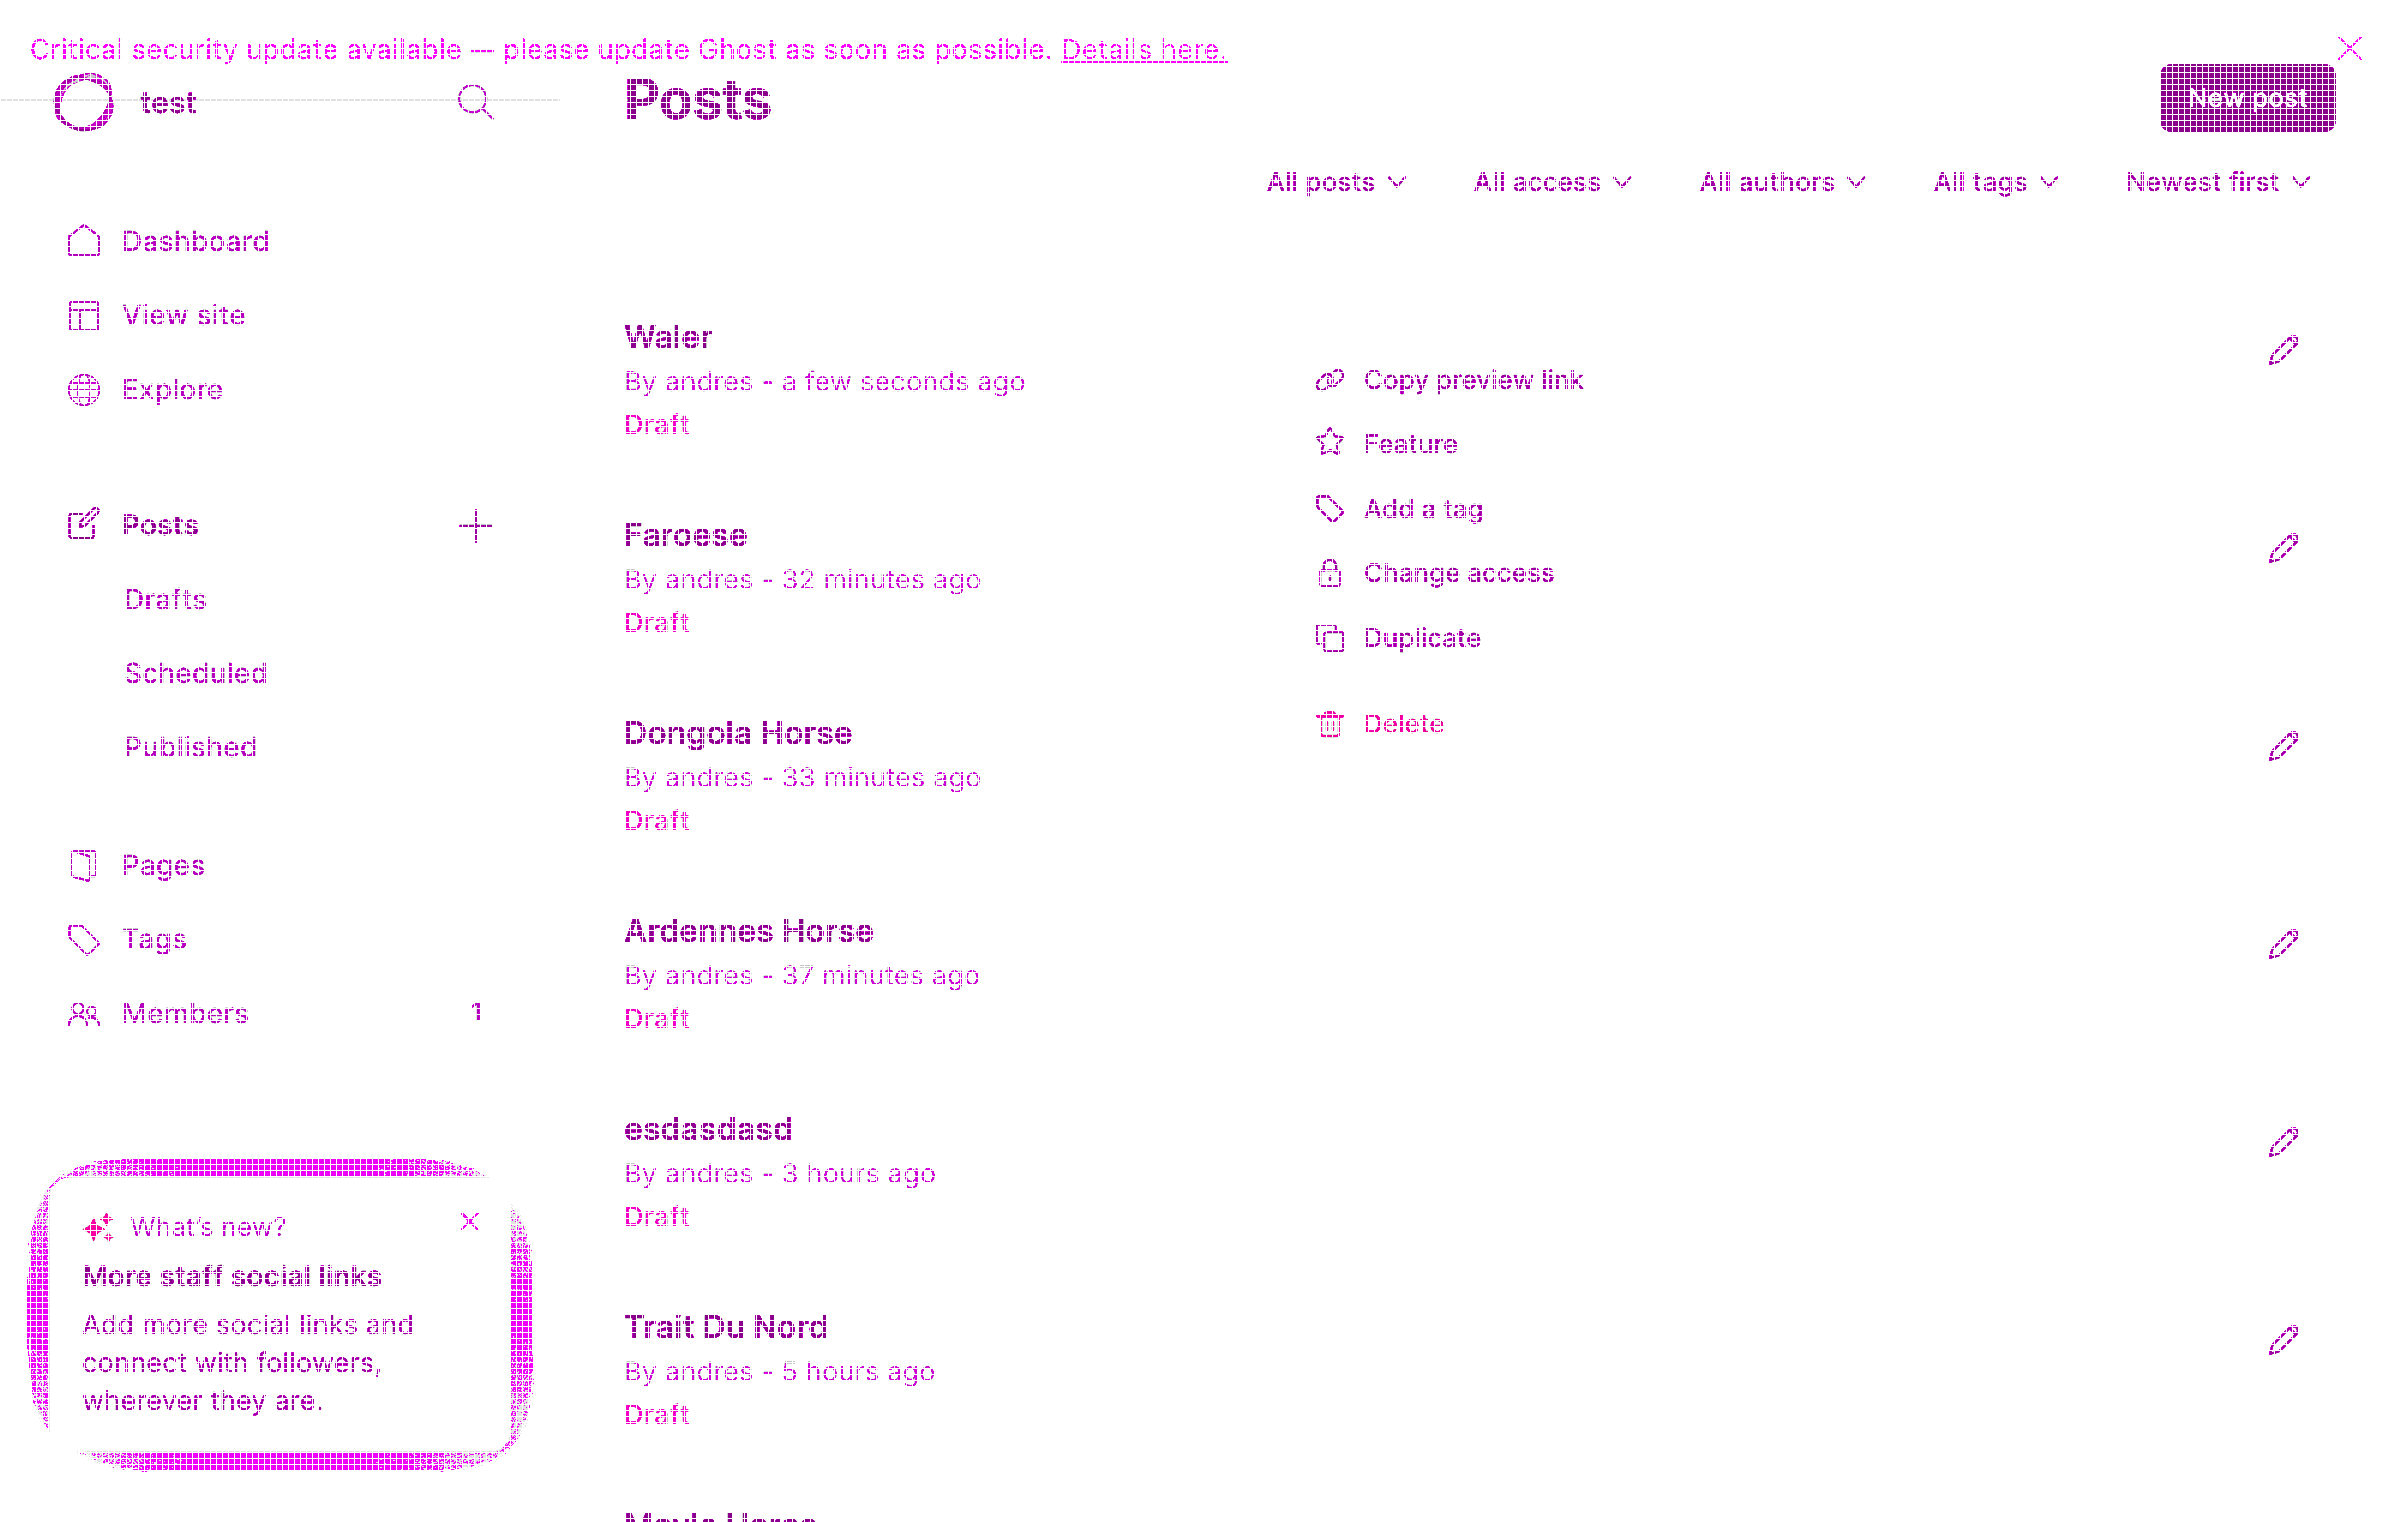 Critical security update available — please update Ghost as soon as possible. Details here.
test
Posts
New post
All posts
All access
All authors
All tags
Newest first
Dashboard
View site
Explore
Posts
Drafts
Scheduled
Published
Pages
Tags
Members 1
What's new?
More staff social links
Add more social links and
connect with followers,
wherever they are.
Waler
By andres - a few seconds ago
Draft
Faroese
By andres - 32 minutes ago
Draft
Dongola Horse
By andres - 33 minutes ago
Draft
Ardennes Horse
By andres - 37 minutes ago
Draft
esdasdasd
By andres - 3 hours ago
Draft
Trait Du Nord
By andres - 5 hours ago
Draft
Horse
Copy preview link
Feature
Add a tag
Change access
Duplicate
Delete